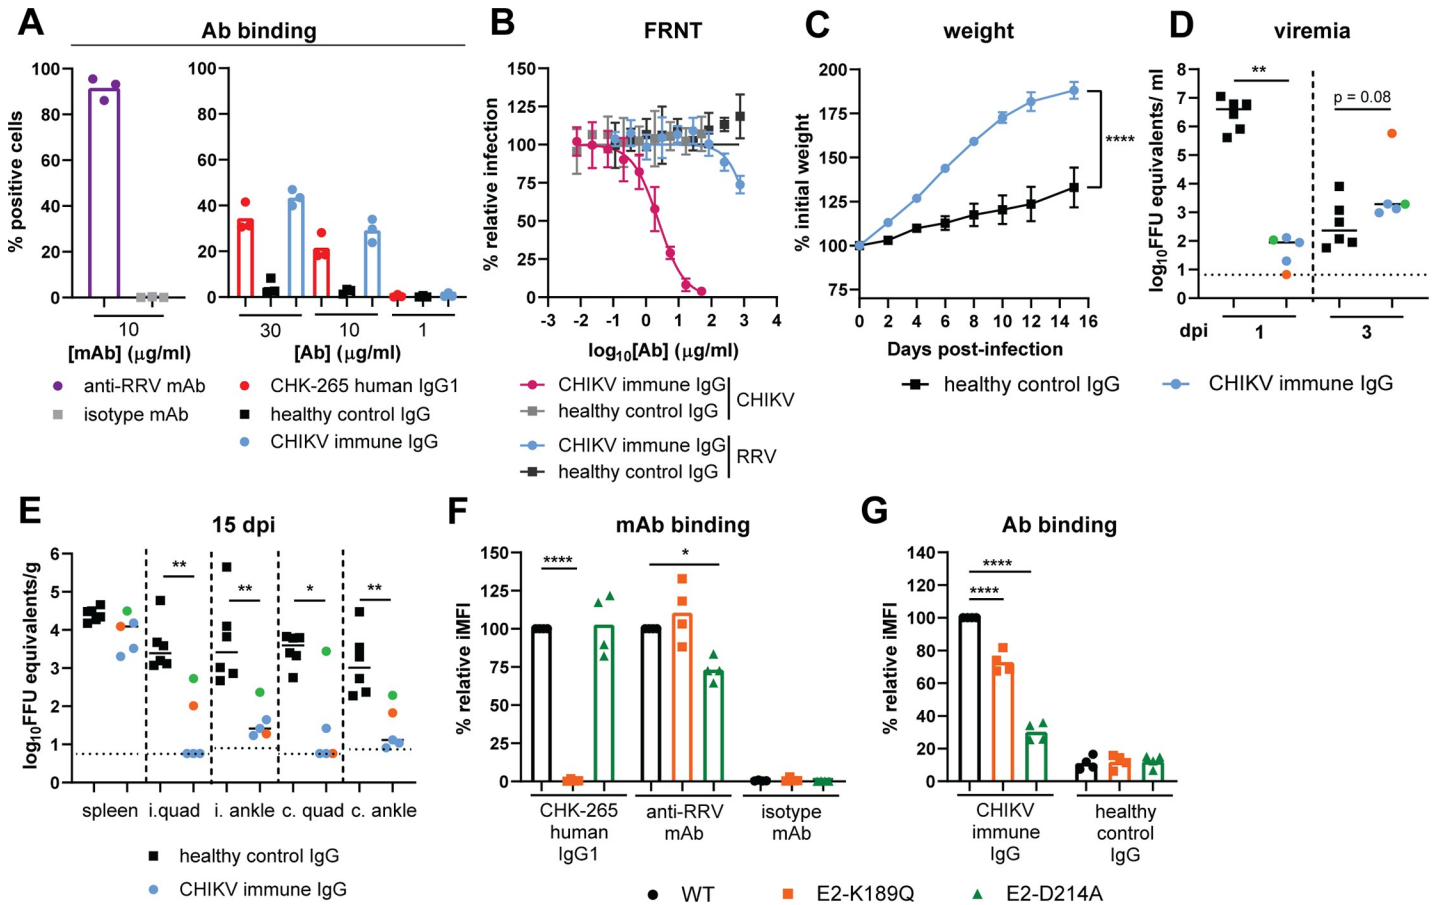 A
Ab binding
% positive cells
100
80
60
40
20
0
10
[mAb] (μg/ml)
100
80
60
40
20
0
30
10
1
[Ab] (μg/ml)
anti-RRV mAb
isotype mAb
CHK-265 human IgG1
healthy control IgG
CHIKV immune IgG
B
FRNT
% relative infection
150
125
100
75
50
25
0
-3
-2
-1
0
1
2
3
4
log10[Ab] (μg/ml)
CHIKV immune IgG
healthy control IgG
CHIKV
CHIKV immune IgG
healthy control IgG
RRV
C
weight
% initial weight
200
175
150
125
100
75
****
0
2
4
6
8
10
12
14
16
Days post-infection
healthy control IgG
CHIKV immune IgG
D
viremia
log10FFU equivalents/ ml
8
7
6
5
4
3
2
1
0
**
p = 0.08
dpi
1
3
E
15 dpi
log10FFU equivalents/g
6
5
4
3
2
1
0
**
**
*
**
spleen
i.quad
i. ankle
c. quad
c. ankle
healthy control IgG
CHIKV immune IgG
F
mAb binding
% relative iMFI
150
125
100
75
50
25
0
****
*
CHK-265
human
IgG1
anti-RRV
mAb
isotype
mAb
G
Ab binding
% relative iMFI
140
120
100
80
60
40
20
0
****
****
CHIKV
immune
IgG
healthy
control
IgG
WT
E2-K189Q
E2-D214A